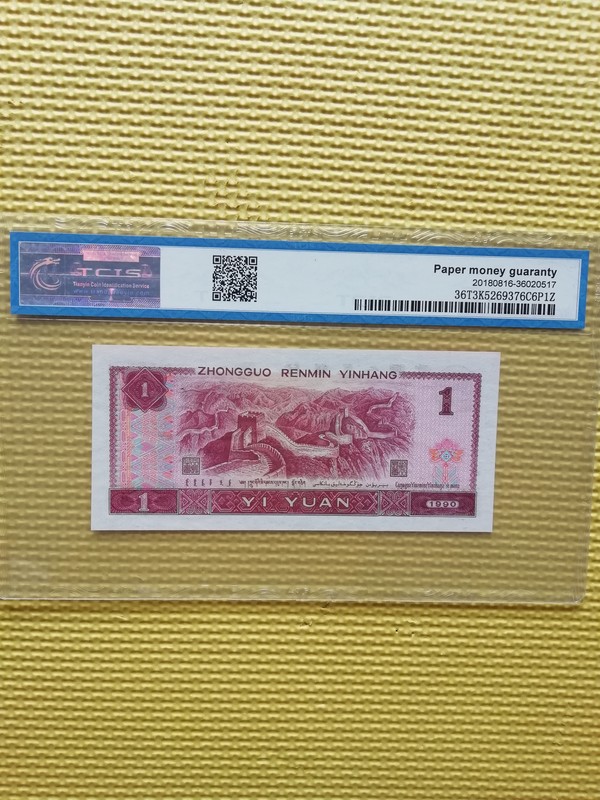 TCIS
Paper money guaranty
20180816-36020517
36T3K5269376C6P1Z
ZHONGGUO RENMIN YINHANG
1
1
1
YI YUAN
1990